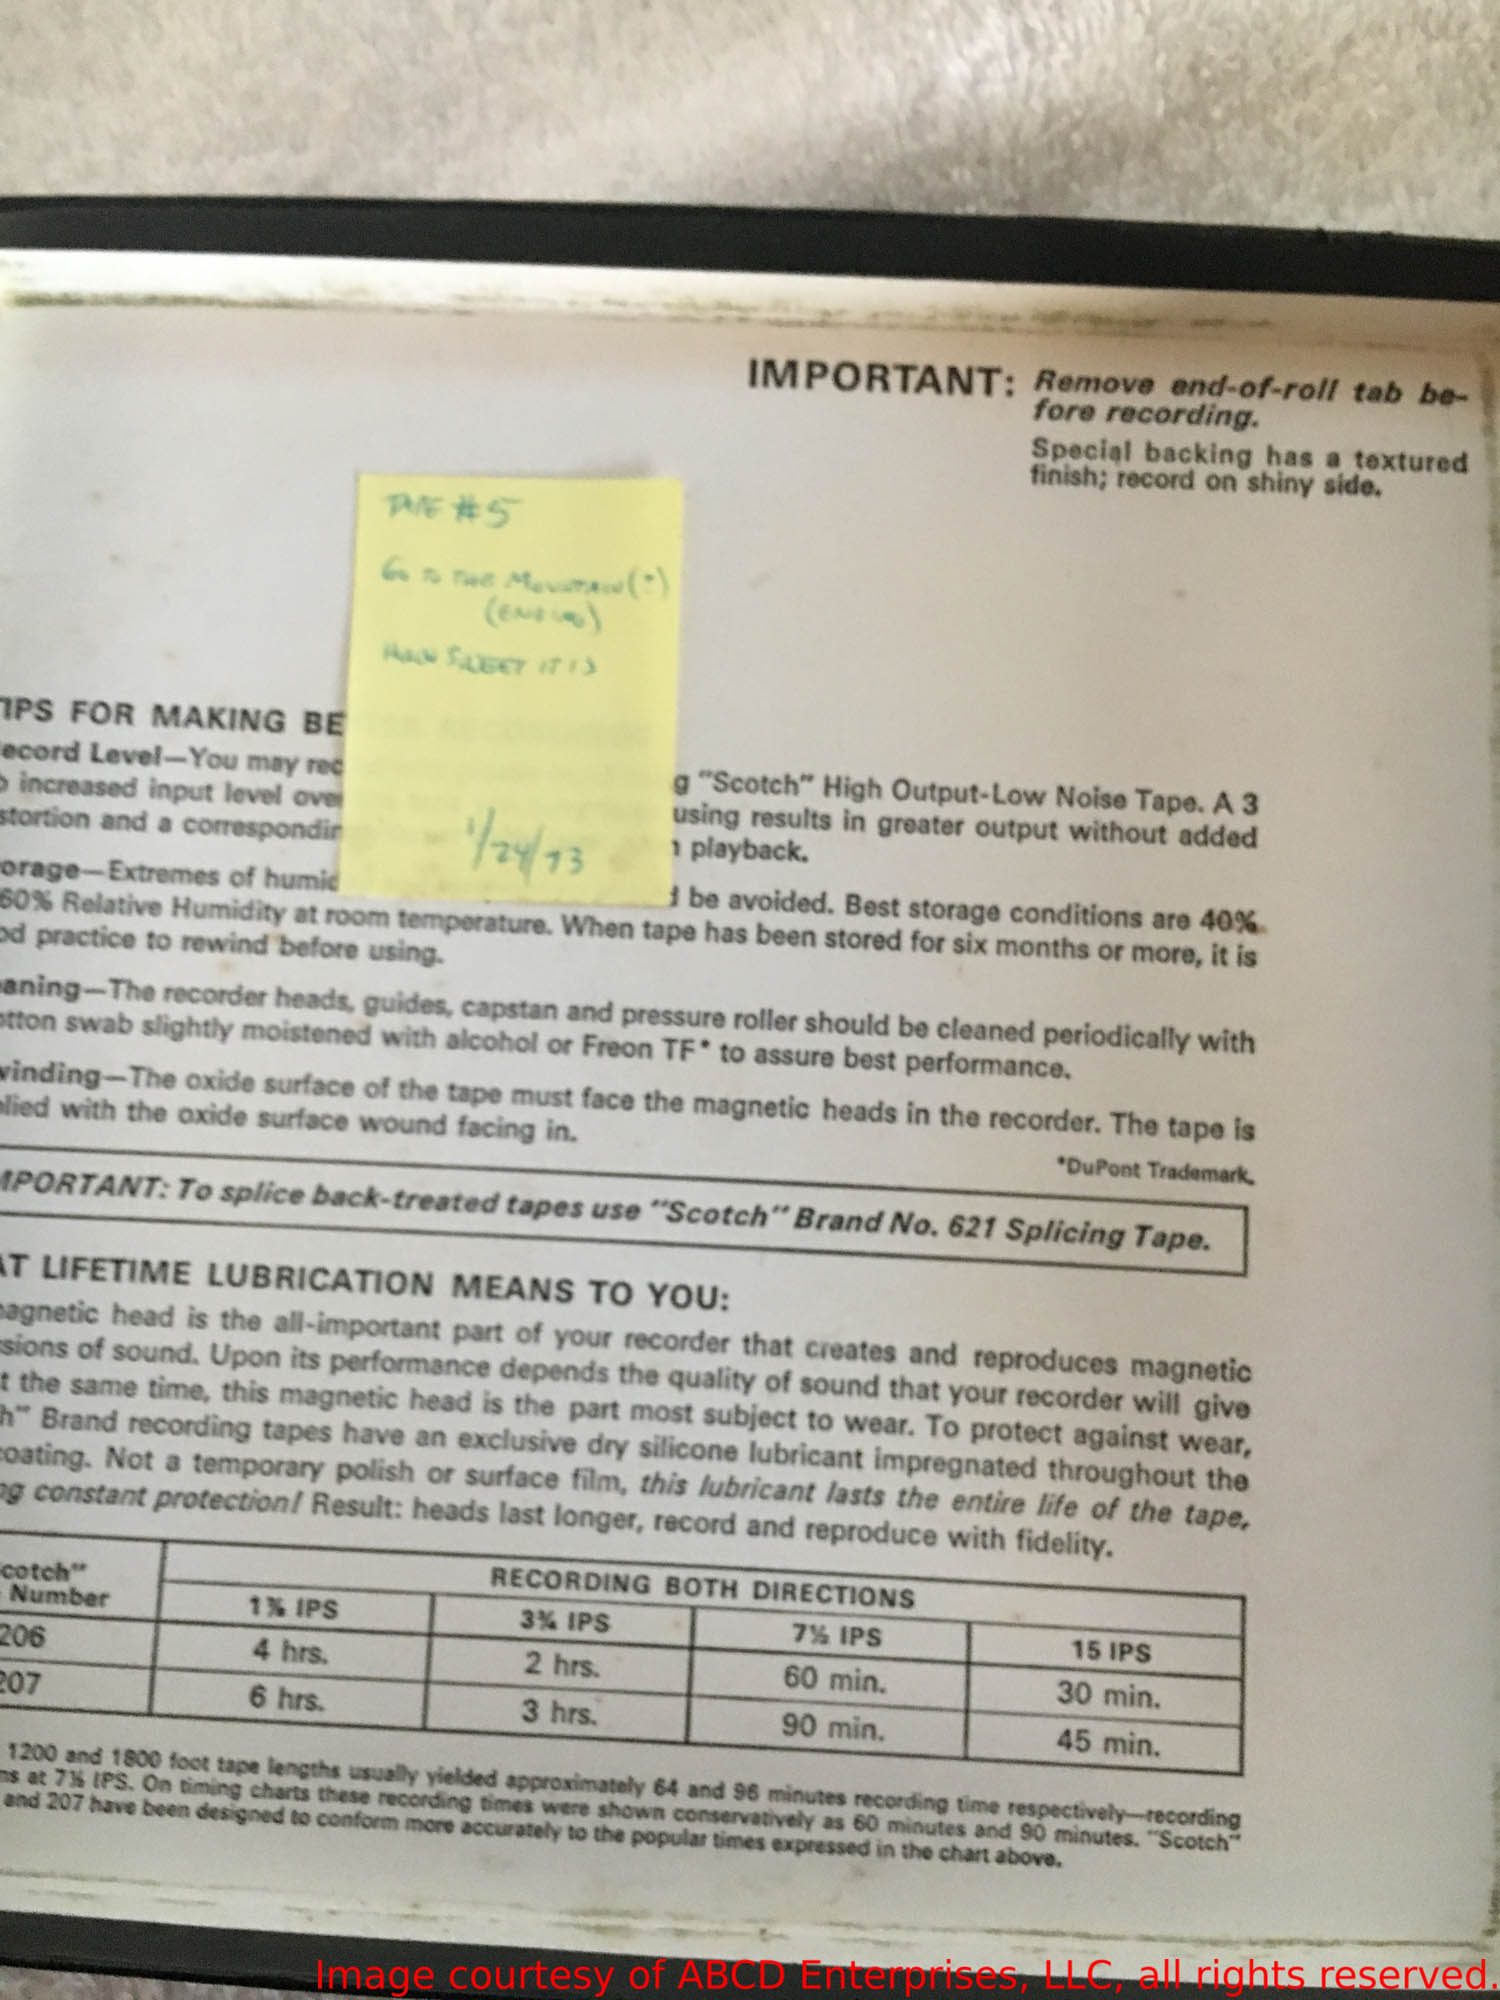 IMPORTANT: Remove end-of-roll tab be-
fore recording.
Special backing has a textured
finish; record on shiny side.
TAPE #5
GO TO THE MOUNTAIN (?)
(ENDING)
HOW SWEET IT IS
1/24/73
TIPS FOR MAKING BE
ecord Level—You may rec g "Scotch" High Output-Low Noise Tape. A 3
increased input level over using results in greater output without added
stortion and a correspondin n playback.
orage—Extremes of humid d be avoided. Best storage conditions are 40%
60% Relative Humidity at room temperature. When tape has been stored for six months or more, it is
od practice to rewind before using.
eaning—The recorder heads, guides, capstan and pressure roller should be cleaned periodically with
otton swab slightly moistened with alcohol or Freon TF* to assure best performance.
winding—The oxide surface of the tape must face the magnetic heads in the recorder. The tape is
plied with the oxide surface wound facing in.
*DuPont Trademark.
MPORTANT: To splice back-treated tapes use "Scotch" Brand No. 621 Splicing Tape.
AT LIFETIME LUBRICATION MEANS TO YOU:
magnetic head is the all-important part of your recorder that creates and reproduces magnetic
sions of sound. Upon its performance depends the quality of sound that your recorder will give
t the same time, this magnetic head is the part most subject to wear. To protect against wear,
h" Brand recording tapes have an exclusive dry silicone lubricant impregnated throughout the
coating. Not a temporary polish or surface film, this lubricant lasts the entire life of the tape,
ng constant protection! Result: heads last longer, record and reproduce with fidelity.
cotch" RECORDING BOTH DIRECTIONS
Number 1⅞ IPS 3¾ IPS 7½ IPS 15 IPS
206 4 hrs. 2 hrs. 60 min. 30 min.
207 6 hrs. 3 hrs. 90 min. 45 min.
1200 and 1800 foot tape lengths usually yielded approximately 64 and 96 minutes recording time respectively—recording
ns at 7½ IPS. On timing charts these recording times were shown conservatively as 60 minutes and 90 minutes. "Scotch"
and 207 have been designed to conform more accurately to the popular times expressed in the chart above.
Image courtesy of ABCD Enterprises, LLC, all rights reserved.